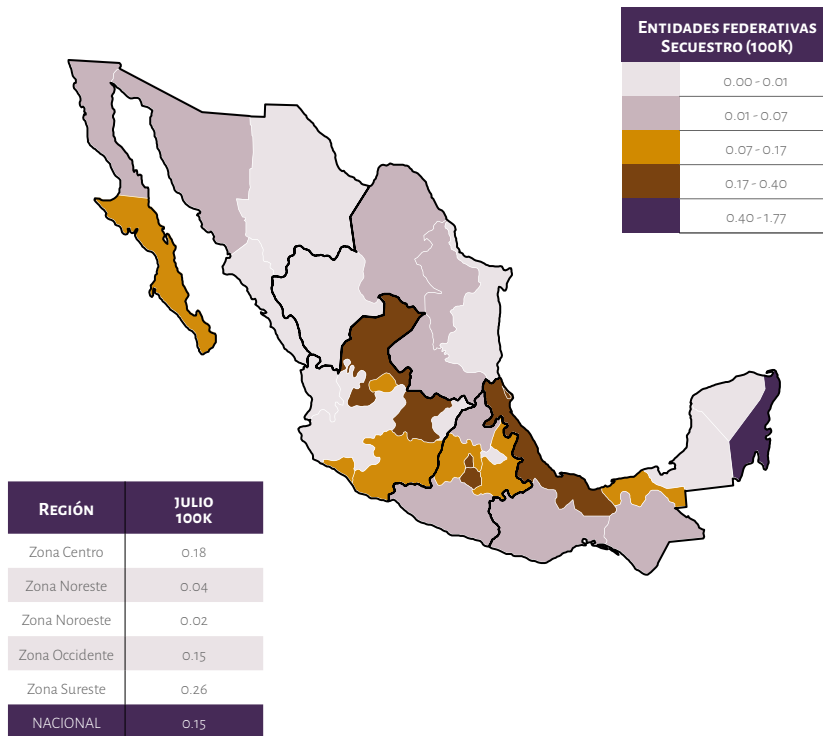 Entidades federativas
Secuestro (100K)
0.00 - 0.01
0.01 - 0.07
0.07 - 0.17
0.17 - 0.40
0.40 - 1.77
Región JULIO
100K
Zona Centro 0.18
Zona Noreste 0.04
Zona Noroeste 0.02
Zona Occidente 0.15
Zona Sureste 0.26
NACIONAL 0.15